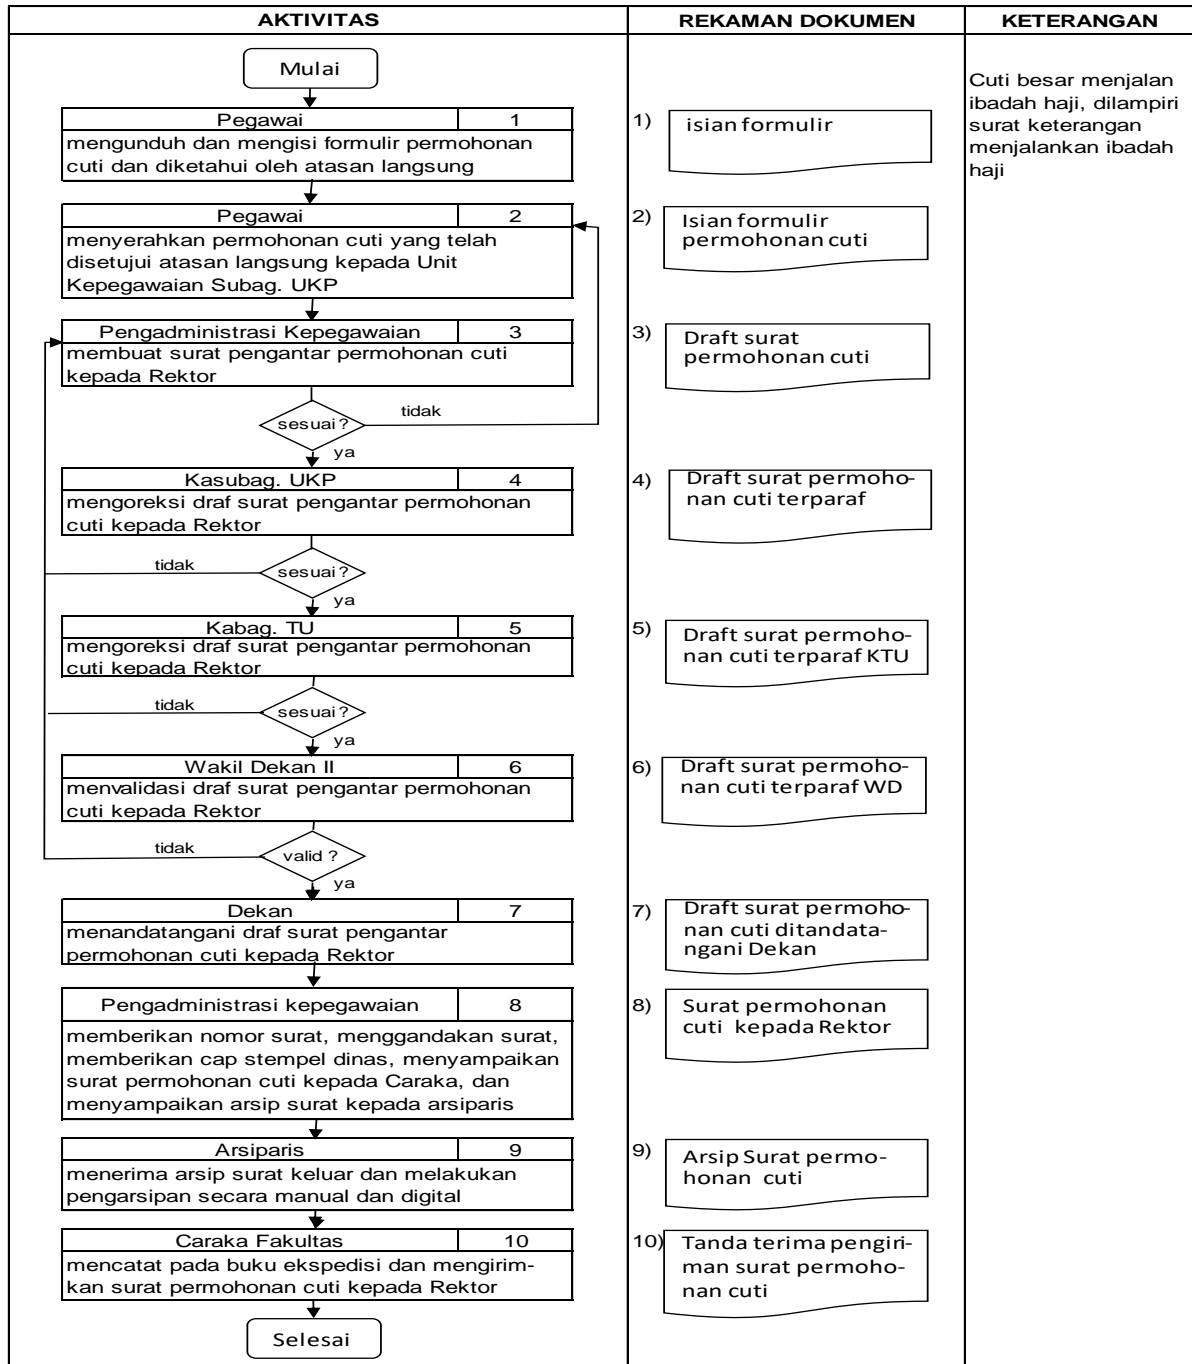 AKTIVITAS
REKAMAN DOKUMEN
KETERANGAN
Mulai
Pegawai
1
mengunduh dan mengisi formulir permohonan
cuti dan diketahui oleh atasan langsung
1)
isian formulir
Cuti besar menjalan
ibadah haji, dilampiri
surat keterangan
menjalankan ibadah
haji
Pegawai
2
menyerahkan permohonan cuti yang telah
disetujui atasan langsung kepada Unit
Kepegawaian Subag. UKP
2)
Isian formulir
permohonan cuti
Pengadministrasi Kepegawaian
3
membuat surat pengantar permohonan cuti
kepada Rektor
3)
Draft surat
permohonan cuti
sesuai ?
tidak
ya
Kasubag. UKP
4
mengoreksi draf surat pengantar permohonan
cuti kepada Rektor
4)
Draft surat permoho-
nan cuti terparaf
tidak
sesuai ?
ya
Kabag. TU
5
mengoreksi draf surat pengantar permohonan
cuti kepada Rektor
5)
Draft surat permoho-
nan cuti terparaf KTU
tidak
sesuai ?
ya
Wakil Dekan II
6
menvalidasi draf surat pengantar permohonan
cuti kepada Rektor
6)
Draft surat permoho-
nan cuti terparaf WD
tidak
valid ?
ya
Dekan
7
menandatangani draf surat pengantar
permohonan cuti kepada Rektor
7)
Draft surat permoho-
nan cuti ditandata-
ngani Dekan
Pengadministrasi kepegawaian
8
memberikan nomor surat, menggandakan surat,
memberikan cap stempel dinas, menyampaikan
surat permohonan cuti kepada Caraka, dan
menyampaikan arsip surat kepada arsiparis
8)
Surat permohonan
cuti kepada Rektor
Arsiparis
9
menerima arsip surat keluar dan melakukan
pengarsipan secara manual dan digital
9)
Arsip Surat permo-
honan cuti
Caraka Fakultas
10
mencatat pada buku ekspedisi dan mengirim-
kan surat permohonan cuti kepada Rektor
10)
Tanda terima pengiri-
man surat permoho-
nan cuti
Selesai